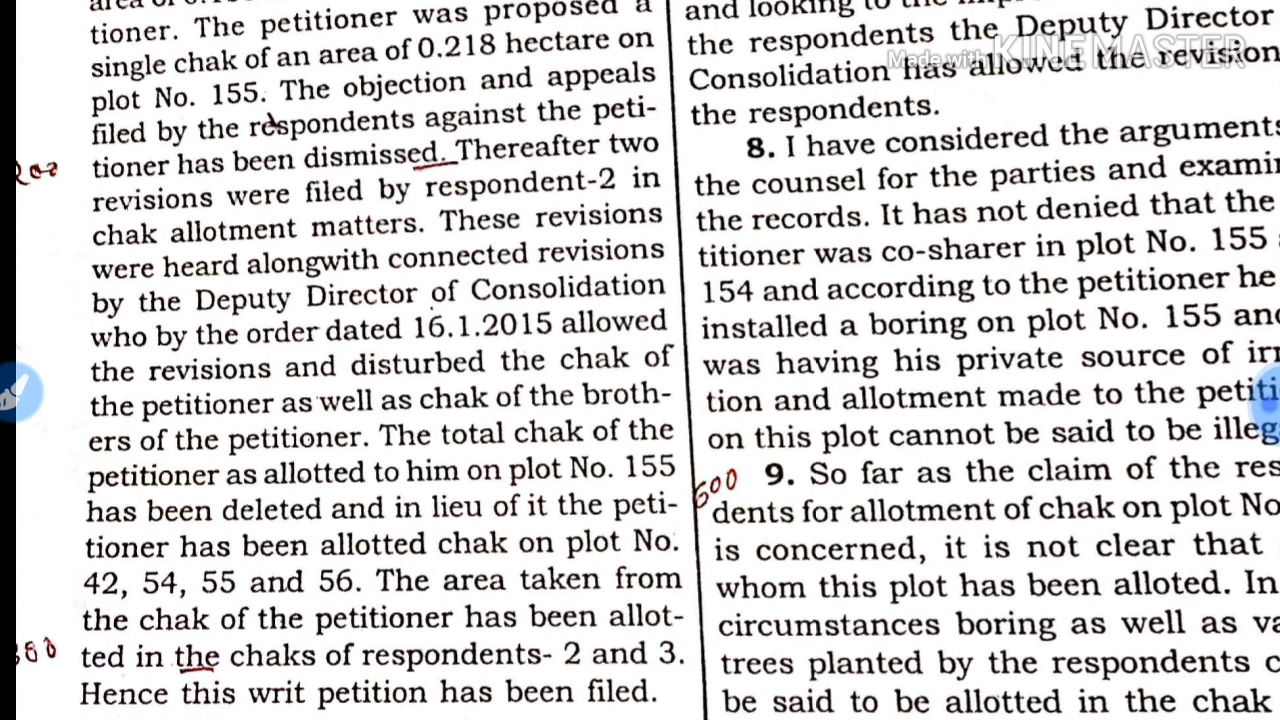 tioner. The petitioner was proposed a
single chak of an area of 0.218 hectare on
plot No. 155. The objection and appeals
filed by the respondents against the peti-
tioner has been dismissed. Thereafter two
revisions were filed by respondent-2 in
chak allotment matters. These revisions
were heard alongwith connected revisions
by the Deputy Director of Consolidation
who by the order dated 16.1.2015 allowed
the revisions and disturbed the chak of
the petitioner as well as chak of the broth-
ers of the petitioner. The total chak of the
petitioner as allotted to him on plot No. 155
has been deleted and in lieu of it the peti-
tioner has been allotted chak on plot No.
42, 54, 55 and 56. The area taken from
the chak of the petitioner has been allot-
ted in the chaks of respondents- 2 and 3.
Hence this writ petition has been filed.
and looking to the
the respondents the Deputy Director
Consolidation has allowed the revision
the respondents.
8. I have considered the arguments
the counsel for the parties and exami
the records. It has not denied that the
titioner was co-sharer in plot No. 155
154 and according to the petitioner he
installed a boring on plot No. 155 and
was having his private source of irr
tion and allotment made to the petiti
on this plot cannot be said to be illeg
600
9. So far as the claim of the res
dents for allotment of chak on plot No
is concerned, it is not clear that
whom this plot has been alloted. In
circumstances boring as well as va
trees planted by the respondents c
be said to be allotted in the chak
Made with KINEMASTER